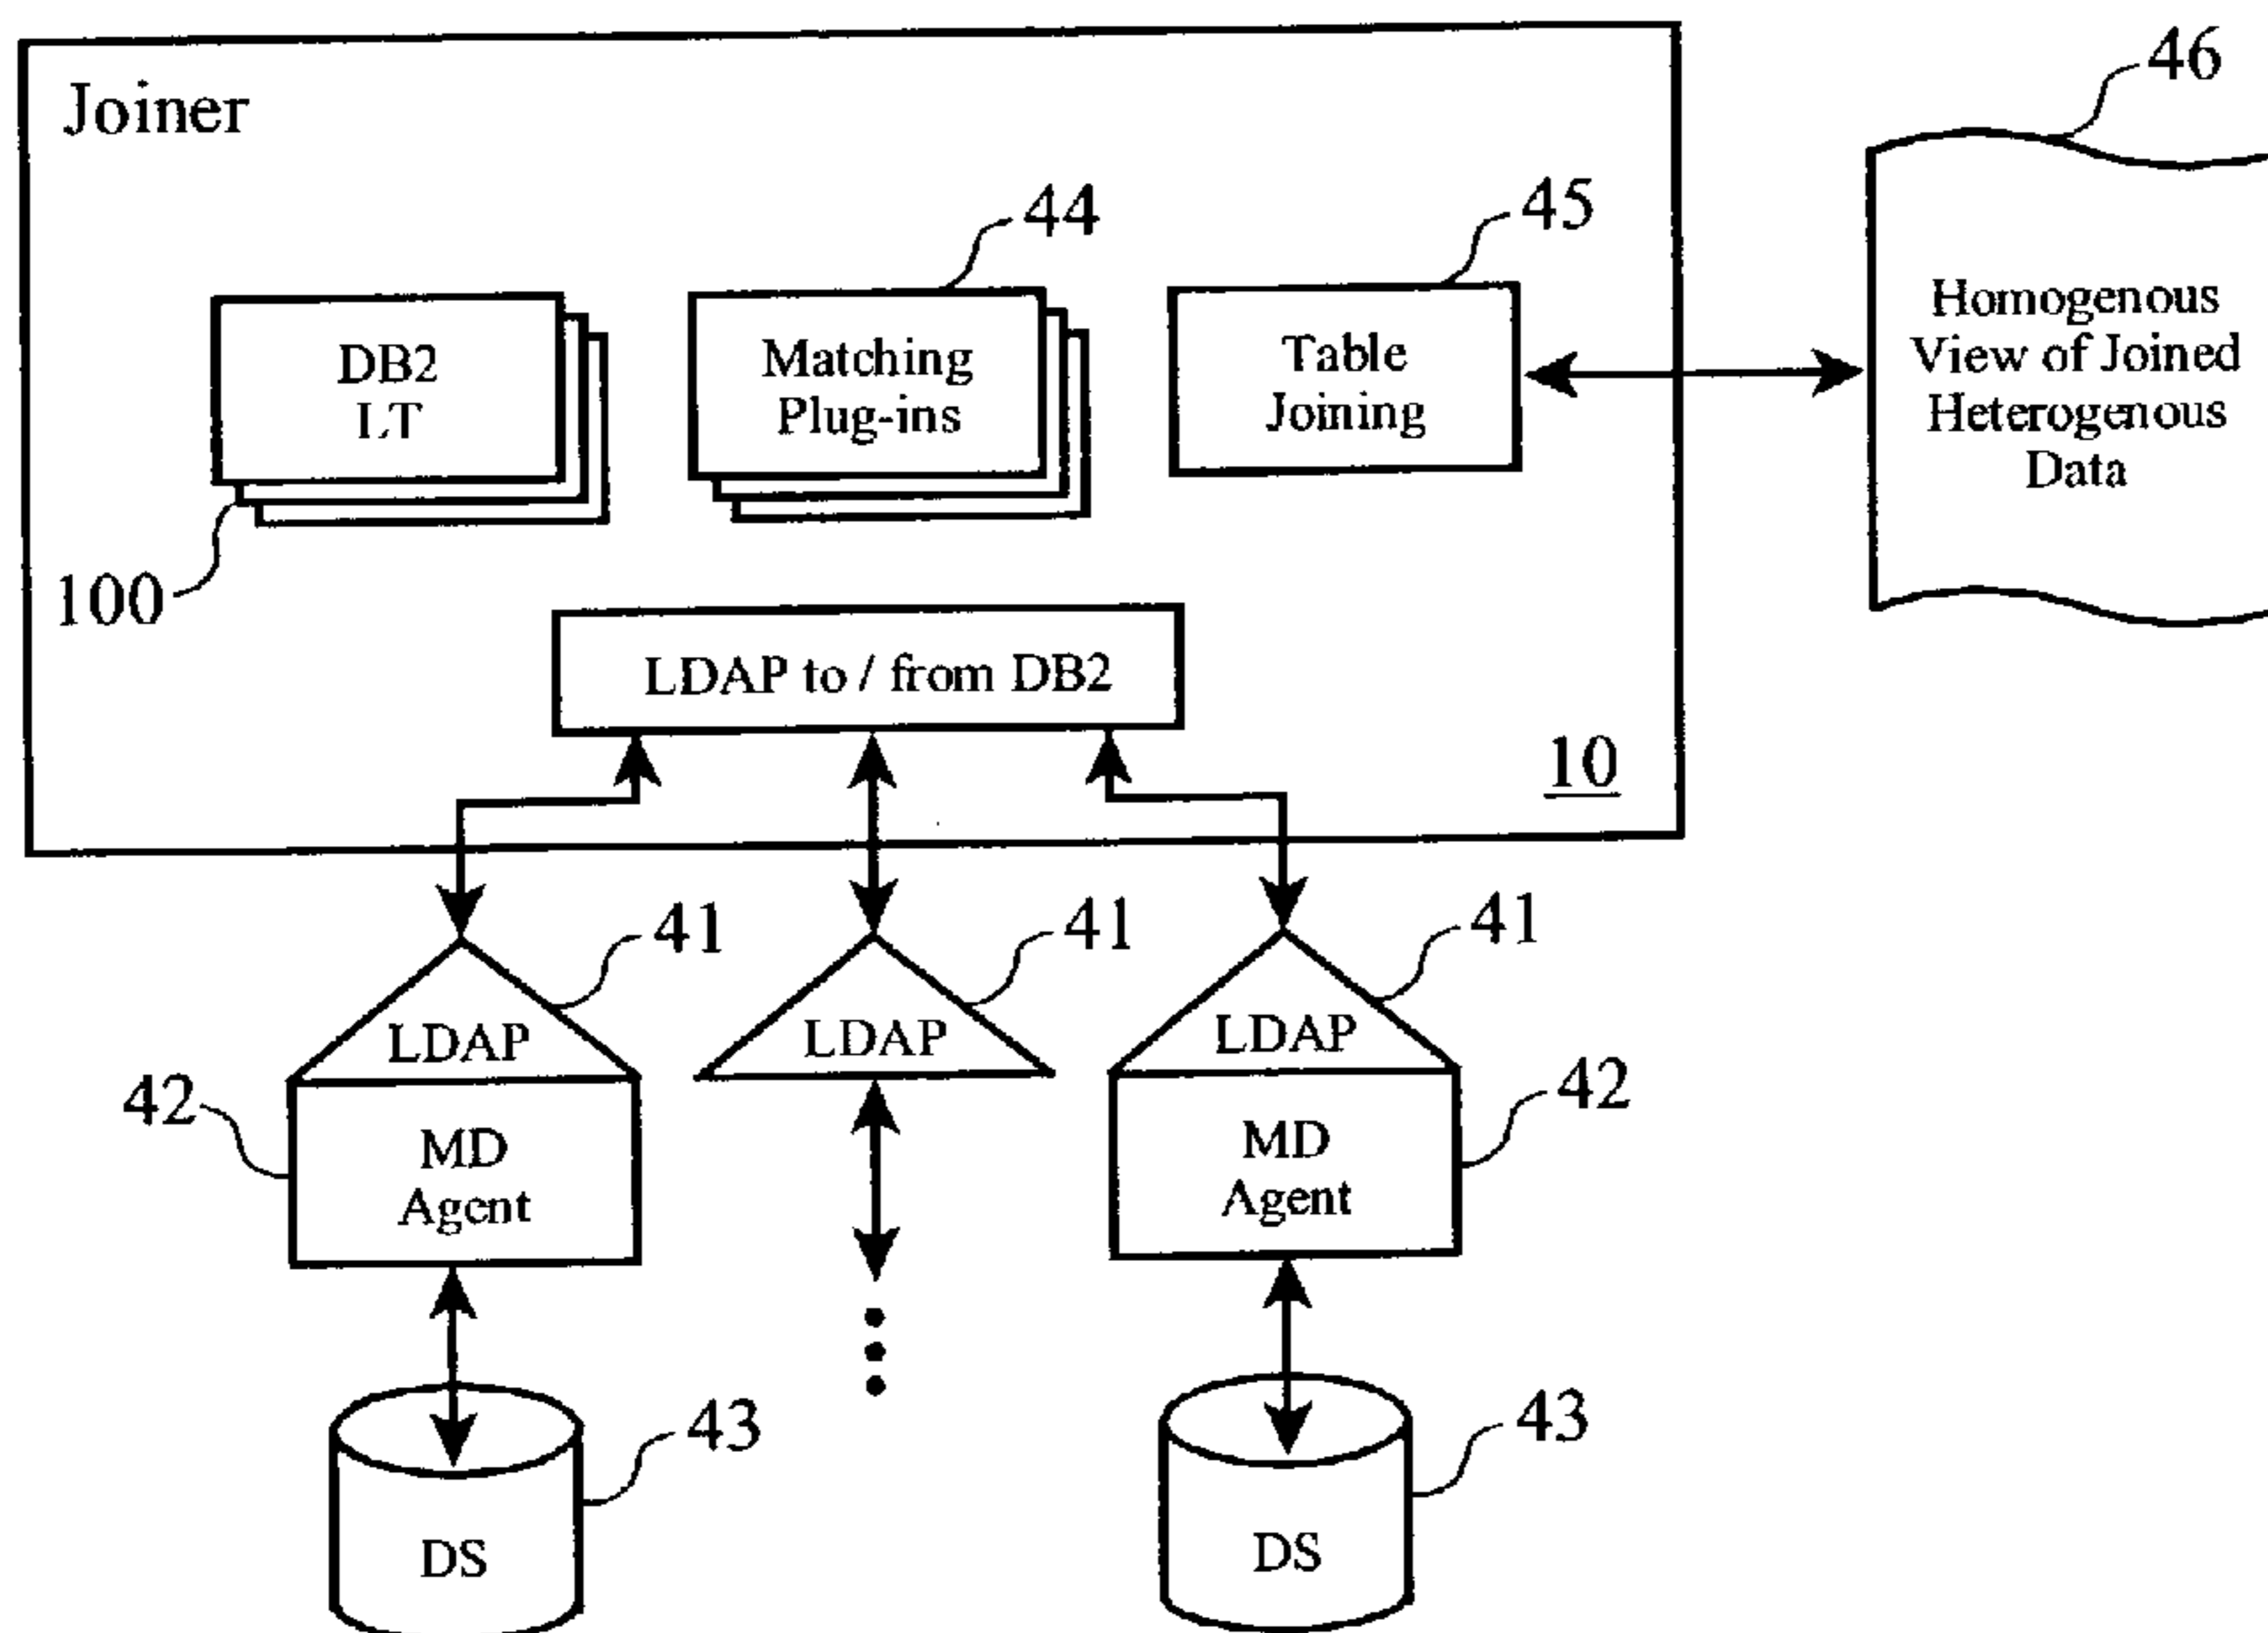 Joiner
46
44
45
DB2
LT
Matching
Plug-ins
Table
Joining
Homogenous
View of Joined
Heterogenous
Data
100
LDAP to / from DB2
10
41
41
41
LDAP
LDAP
LDAP
42
42
MD
Agent
MD
Agent
43
43
DS
DS